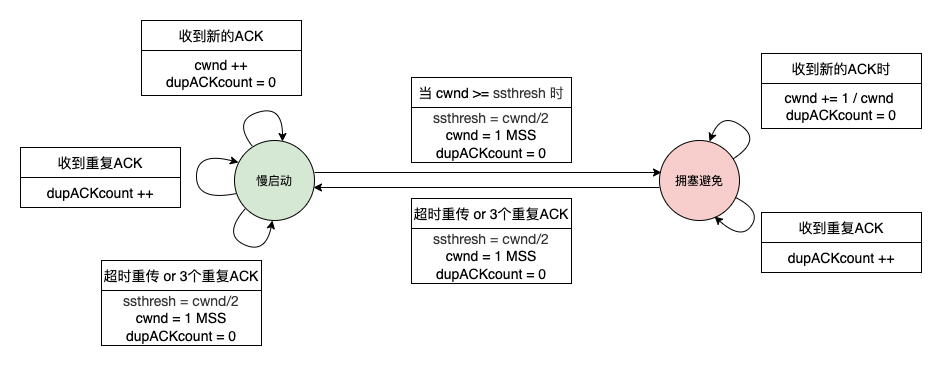 收到新的ACK
cwnd ++
dupACKcount = 0
收到重复ACK
dupACKcount ++
慢启动
超时重传 or 3个重复ACK
ssthresh = cwnd/2
cwnd = 1 MSS
dupACKcount = 0
当 cwnd >= ssthresh 时
ssthresh = cwnd/2
cwnd = 1 MSS
dupACKcount = 0
超时重传 or 3个重复ACK
ssthresh = cwnd/2
cwnd = 1 MSS
dupACKcount = 0
收到新的ACK时
cwnd += 1 / cwnd
dupACKcount = 0
拥塞避免
收到重复ACK
dupACKcount ++